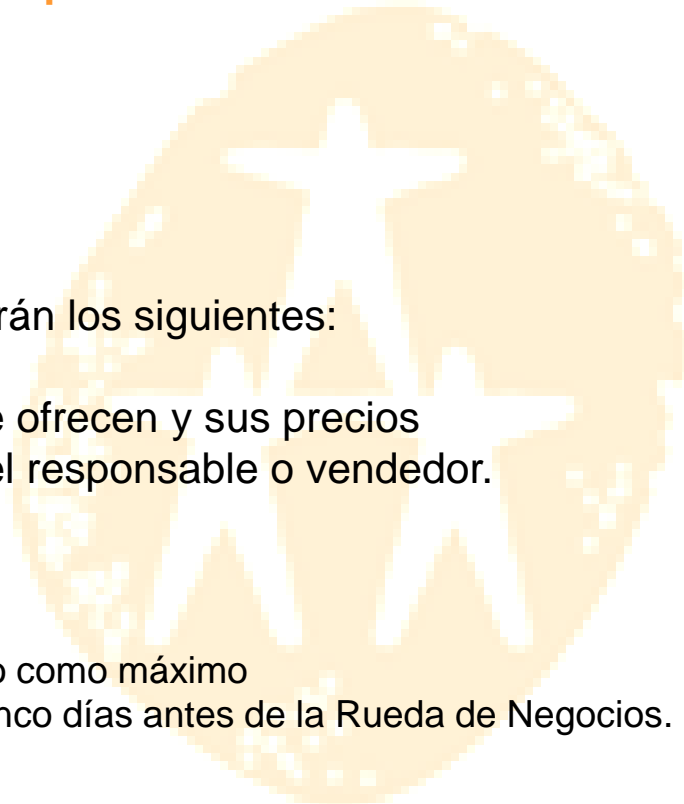 rán los siguientes:
ofrecen y sus precios
el responsable o vendedor.
o como máximo
nco días antes de la Rueda de Negocios.